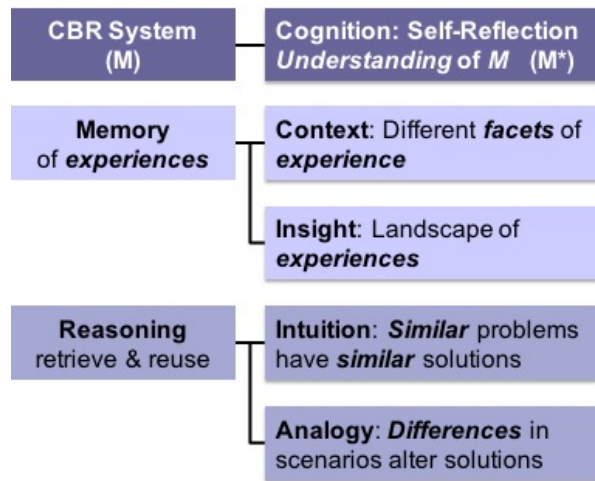 CBR System
(M)
Cognition: Self-Reflection
Understanding of M (M*)
Memory
of experiences
Context: Different facets of
experience
Insight: Landscape of
experiences
Reasoning
retrieve & reuse
Intuition: Similar problems
have similar solutions
Analogy: Differences in
scenarios alter solutions